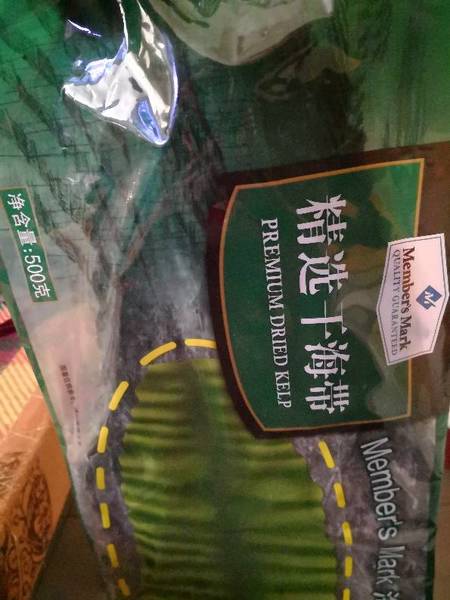 Member's Mark
QUALITY GUARANTEED
精选干海带
PREMIUM DRIED KELP
净含量:500克
Member's Mark